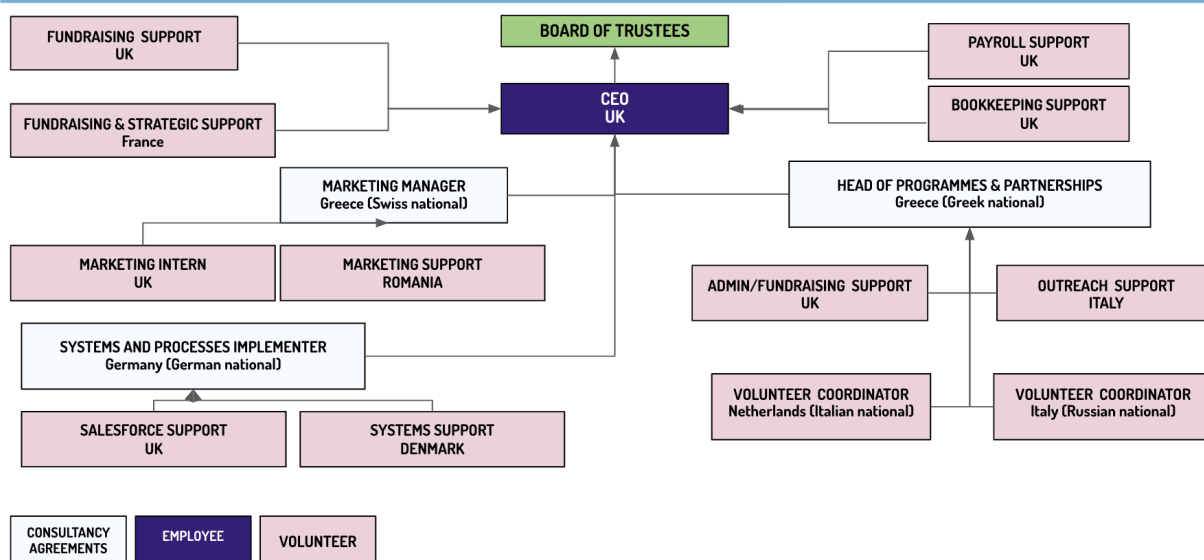 FUNDRAISING SUPPORT
UK
BOARD OF TRUSTEES
PAYROLL SUPPORT
UK
CEO
UK
BOOKKEEPING SUPPORT
UK
FUNDRAISING & STRATEGIC SUPPORT
France
MARKETING MANAGER
Greece (Swiss national)
HEAD OF PROGRAMMES & PARTNERSHIPS
Greece (Greek national)
MARKETING INTERN
UK
MARKETING SUPPORT
ROMANIA
ADMIN/FUNDRAISING SUPPORT
UK
OUTREACH SUPPORT
ITALY
SYSTEMS AND PROCESSES IMPLEMENTER
Germany (German national)
VOLUNTEER COORDINATOR
Netherlands (Italian national)
VOLUNTEER COORDINATOR
Italy (Russian national)
SALESFORCE SUPPORT
UK
SYSTEMS SUPPORT
DENMARK
CONSULTANCY
AGREEMENTS
EMPLOYEE
VOLUNTEER